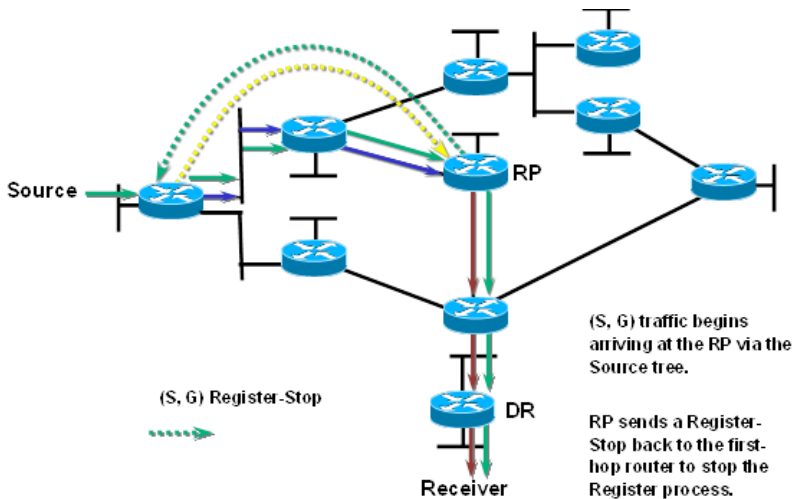 Source
RP
(S, G) traffic begins
arriving at the RP via the
Source tree.
(S, G) Register-Stop
DR
RP sends a Register-
Stop back to the first-
hop router to stop the
Register process.
Receiver